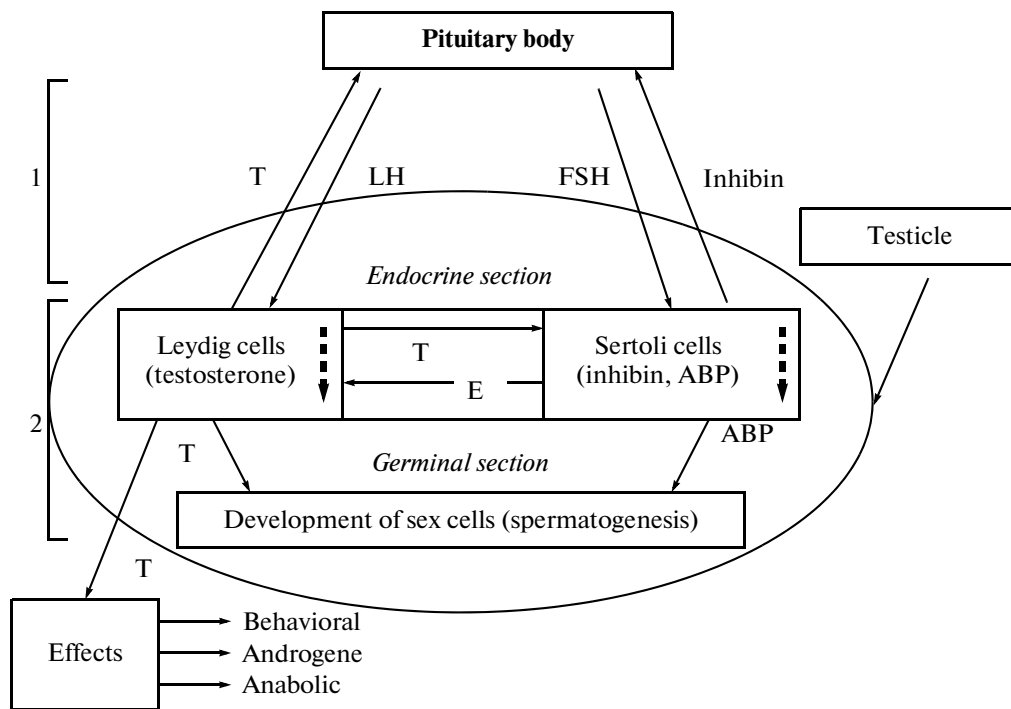 Pituitary body
1
T
LH
FSH
Inhibin
Testicle
Endocrine section
Leydig cells
(testosterone)
T
E
Sertoli cells
(inhibin, ABP)
2
T
ABP
Germinal section
Development of sex cells (spermatogenesis)
T
Effects
Behavioral
Androgene
Anabolic